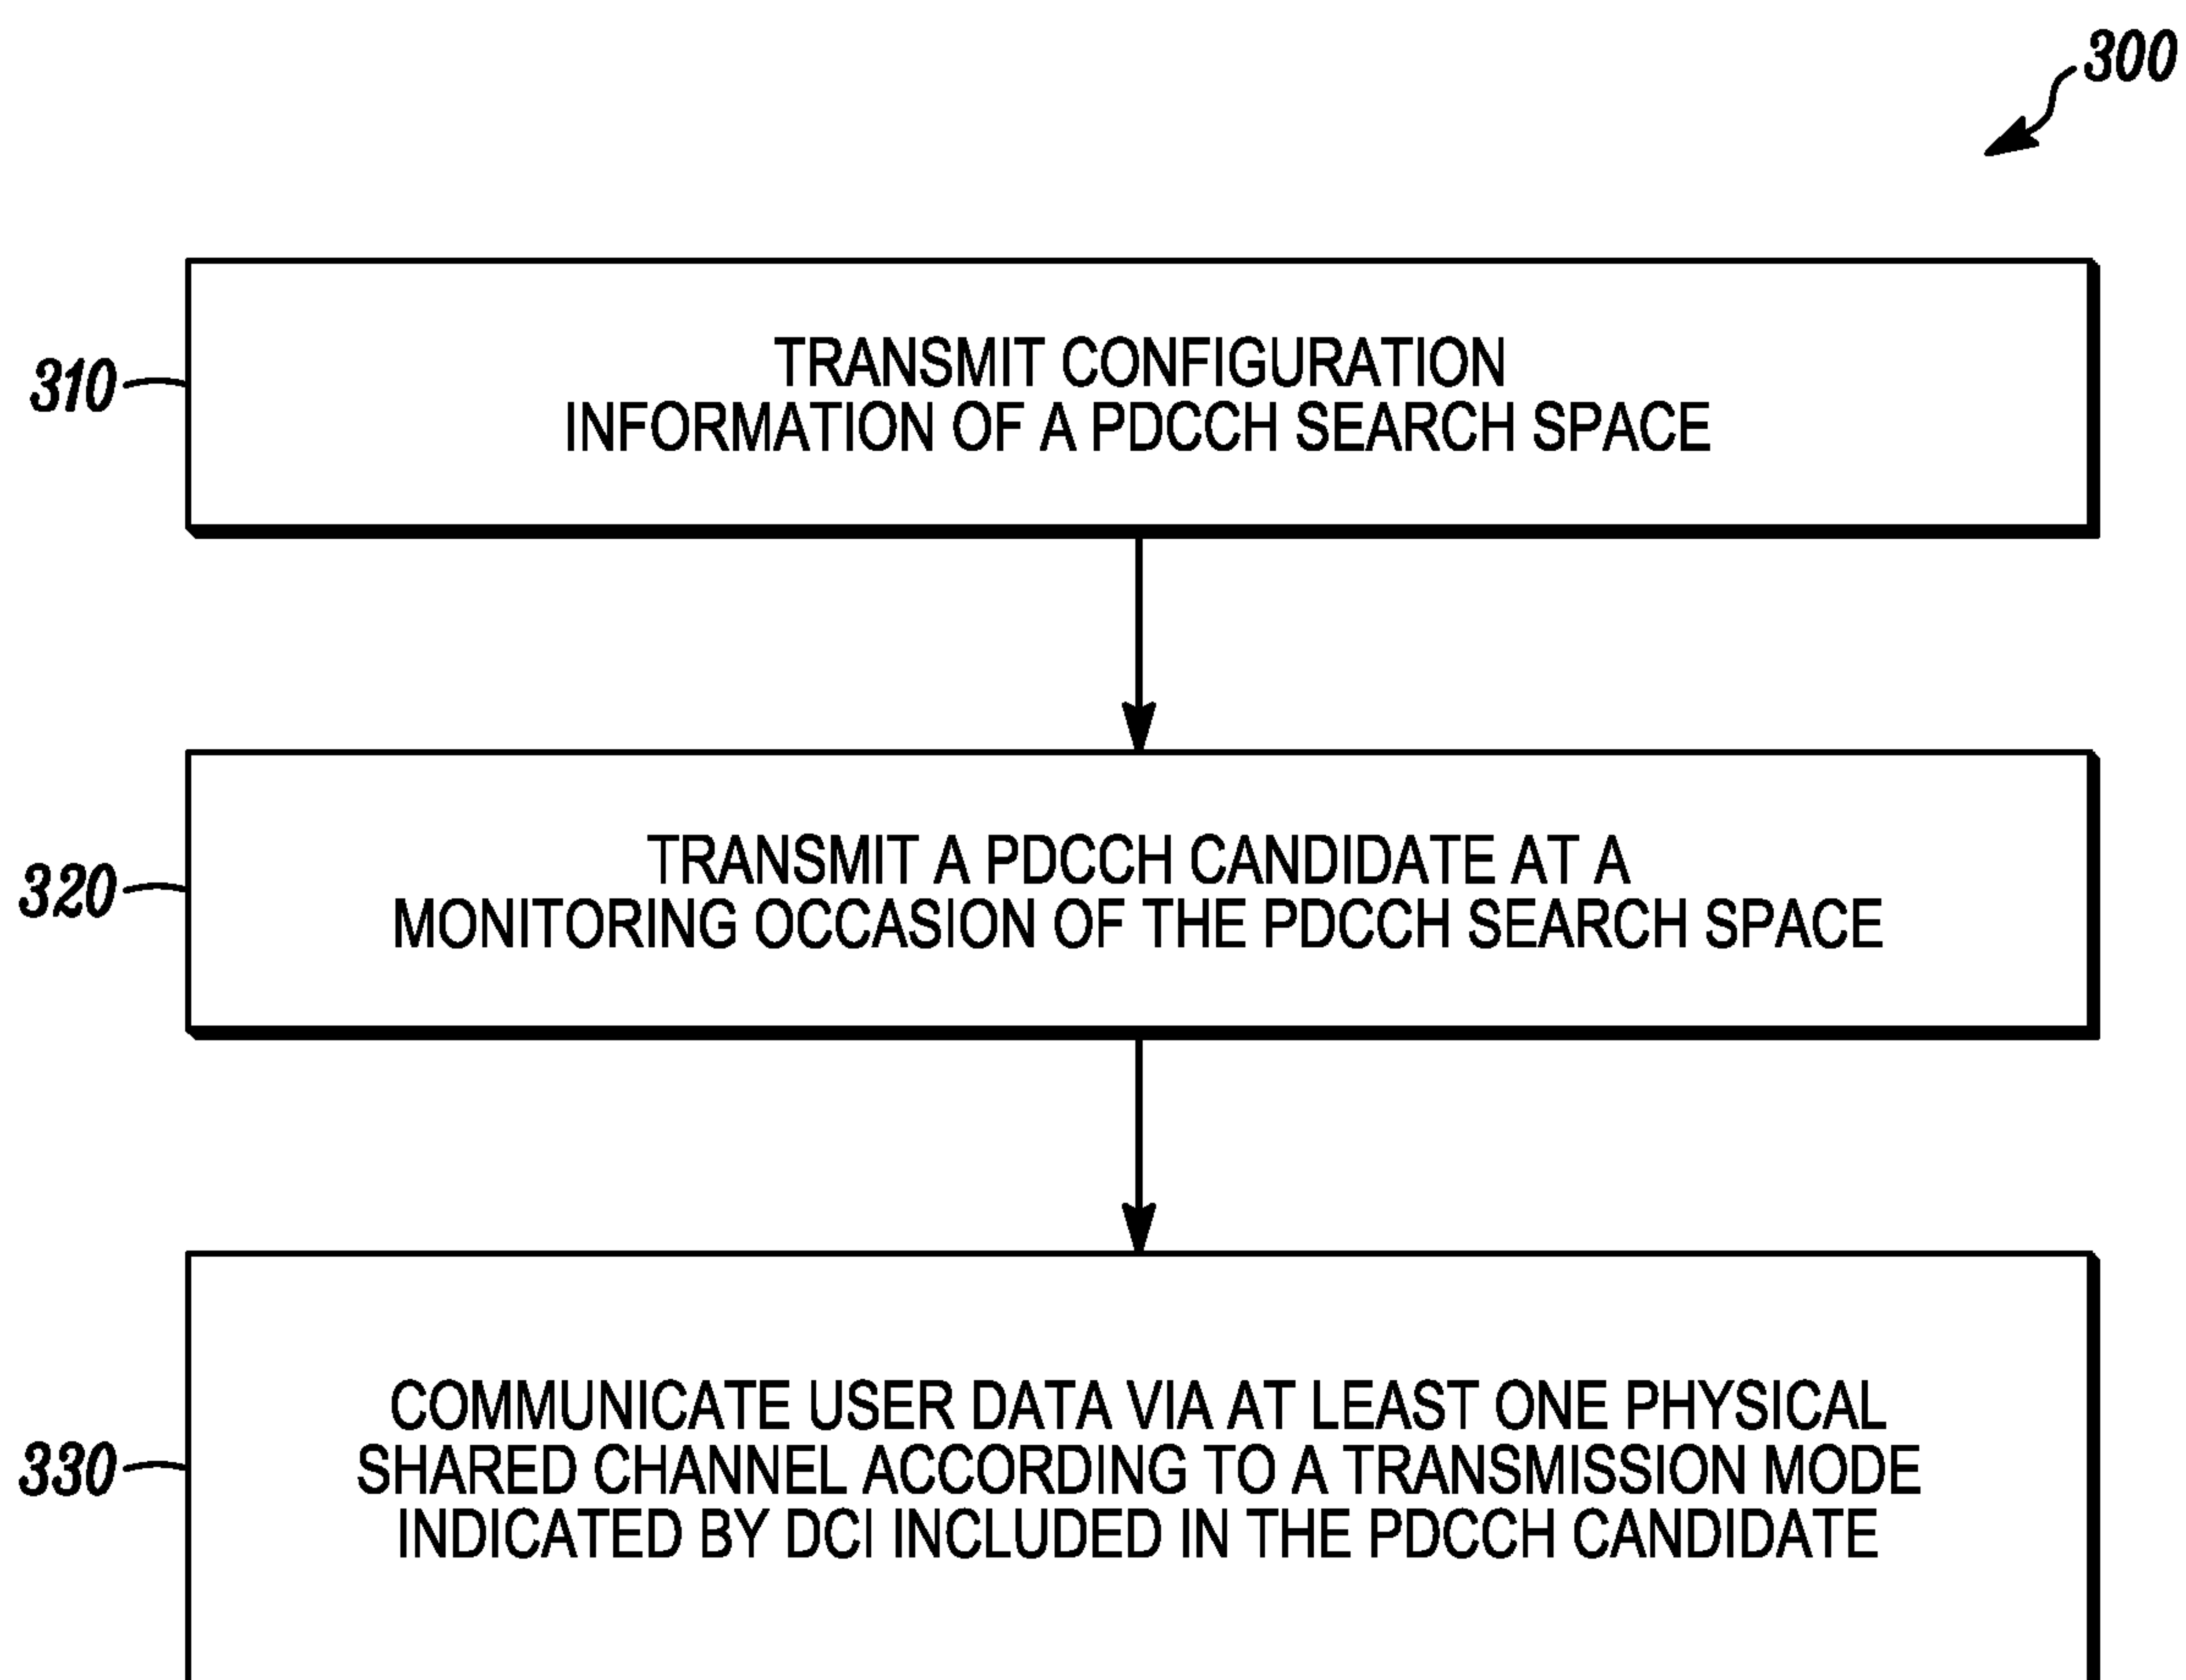 300
310
TRANSMIT CONFIGURATION
INFORMATION OF A PDCCH SEARCH SPACE
320
TRANSMIT A PDCCH CANDIDATE AT A
MONITORING OCCASION OF THE PDCCH SEARCH SPACE
330
COMMUNICATE USER DATA VIA AT LEAST ONE PHYSICAL
SHARED CHANNEL ACCORDING TO A TRANSMISSION MODE
INDICATED BY DCI INCLUDED IN THE PDCCH CANDIDATE